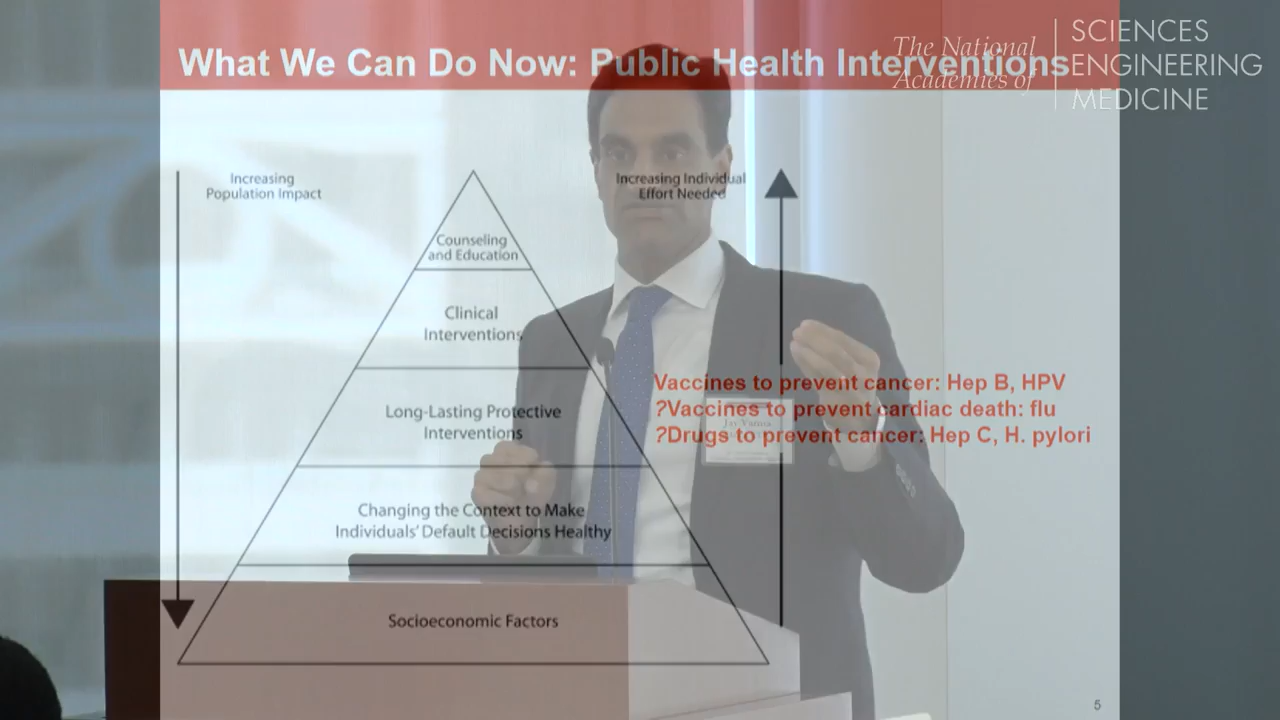 What We Can Do Now: Public Health Interventions
The National
Academies of
SCIENCES
ENGINEERING
MEDICINE
Increasing
Population Impact
Increasing Individual
Effort Needed
Counseling
and Education
Clinical
Interventions
Long-Lasting Protective
Interventions
Vaccines to prevent cancer: Hep B, HPV
?Vaccines to prevent cardiac death: flu
?Drugs to prevent cancer: Hep C, H. pylori
Changing the Context to Make
Individuals' Default Decisions Healthy
Socioeconomic Factors
5